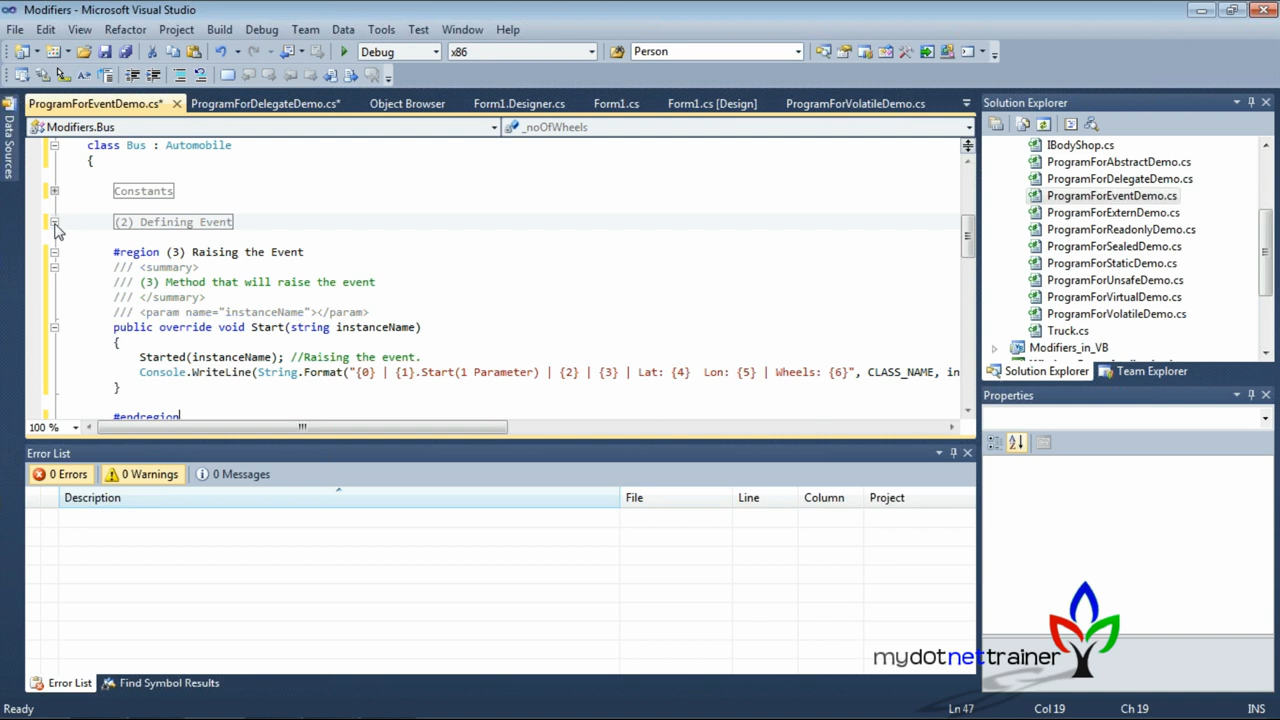 Modifiers - Microsoft Visual Studio
File Edit View Refactor Project Build Debug Team Data Tools Test Window Help
Debug x86 Person
ProgramForEventDemo.cs* ProgramForDelegateDemo.cs* Object Browser Form1.Designer.cs Form1.cs Form1.cs [Design] ProgramForVolatileDemo.cs
Data Sources
Modifiers.Bus _noOfWheels
class Bus : Automobile
{
Constants
(2) Defining Event
#region (3) Raising the Event
/// <summary>
/// (3) Method that will raise the event
/// </summary>
/// <param name="instanceName"></param>
public override void Start(string instanceName)
{
Started(instanceName); //Raising the event.
Console.WriteLine(String.Format("{0} | {1}.Start(1 Parameter) | {2} | {3} | Lat: {4}  Lon: {5} | Wheels: {6}", CLASS_NAME, in
}
#endregion
100 %
Solution Explorer
IBodyShop.cs
ProgramForAbstractDemo.cs
ProgramForDelegateDemo.cs
ProgramForEventDemo.cs
ProgramForExternDemo.cs
ProgramForReadonlyDemo.cs
ProgramForSealedDemo.cs
ProgramForStaticDemo.cs
ProgramForUnsafeDemo.cs
ProgramForVirtualDemo.cs
ProgramForVolatileDemo.cs
Truck.cs
Modifiers_in_VB
Solution Explorer Team Explorer
Properties
Error List
0 Errors 0 Warnings 0 Messages
Description File Line Column Project
mydotnettrainer
Error List Find Symbol Results
Ready Ln 47 Col 19 Ch 19 INS